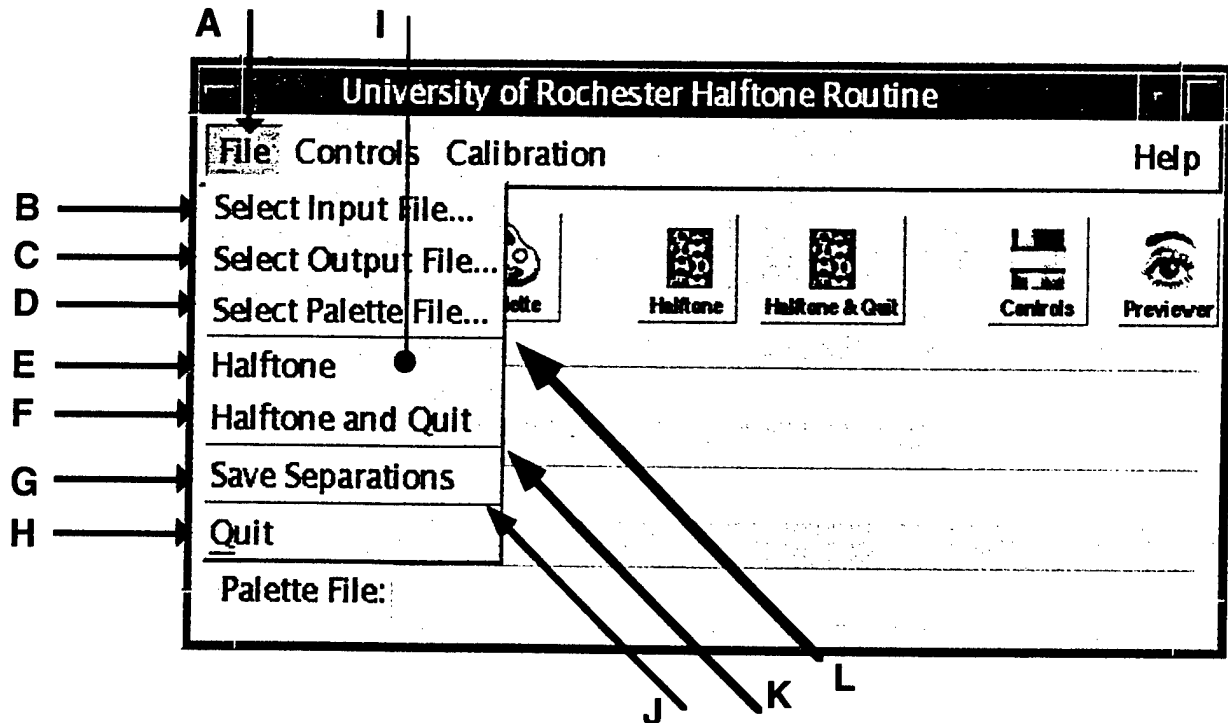 A I
University of Rochester Halftone Routine
File Controls Calibration Help
B Select Input File...
C Select Output File...
D Select Palette File...
lette Halftone Halftone & Quit Controls Previewer
E Halftone
F Halftone and Quit
G Save Separations
H Quit
Palette File:
J K L